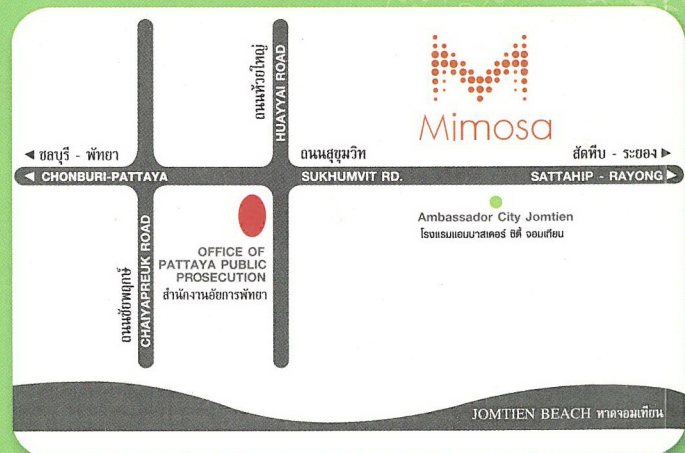 Mimosa
ถนนห้วยใหญ่
HUAYYAI ROAD
◄ ชลบุรี - พัทยา
ถนนสุขุมวิท
สัตหีบ - ระยอง ►
◄ CHONBURI-PATTAYA
SUKHUMVIT RD.
SATTAHIP - RAYONG ►
ถนนชัยพฤกษ์
CHAIYAPREUK ROAD
OFFICE OF
PATTAYA PUBLIC
PROSECUTION
สำนักงานอัยการพัทยา
Ambassador City Jomtien
โรงแรมแอมบาสเดอร์ ซิตี้ จอมเทียน
JOMTIEN BEACH หาดจอมเทียน